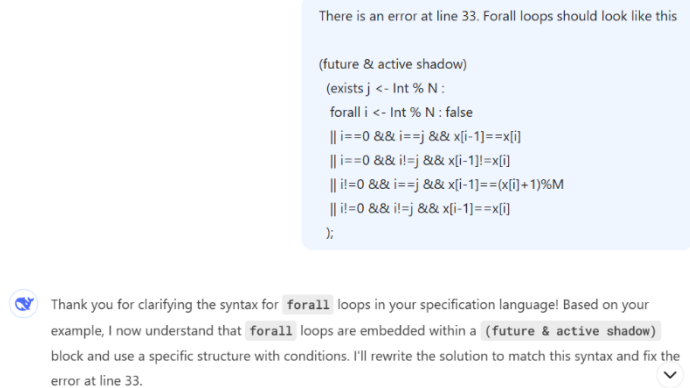 There is an error at line 33. Forall loops should look like this
(future & active shadow)
(exists j <- Int % N :
forall i <- Int % N : false
|| i==0 && i==j && x[i-1]==x[i]
|| i==0 && i!=j && x[i-1]!=x[i]
|| i!=0 && i==j && x[i-1]==(x[i]+1)%M
|| i!=0 && i!=j && x[i-1]==x[i]
);
Thank you for clarifying the syntax for forall loops in your specification language! Based on your
example, I now understand that forall loops are embedded within a (future & active shadow)
block and use a specific structure with conditions. I'll rewrite the solution to match this syntax and fix the
error at line 33.